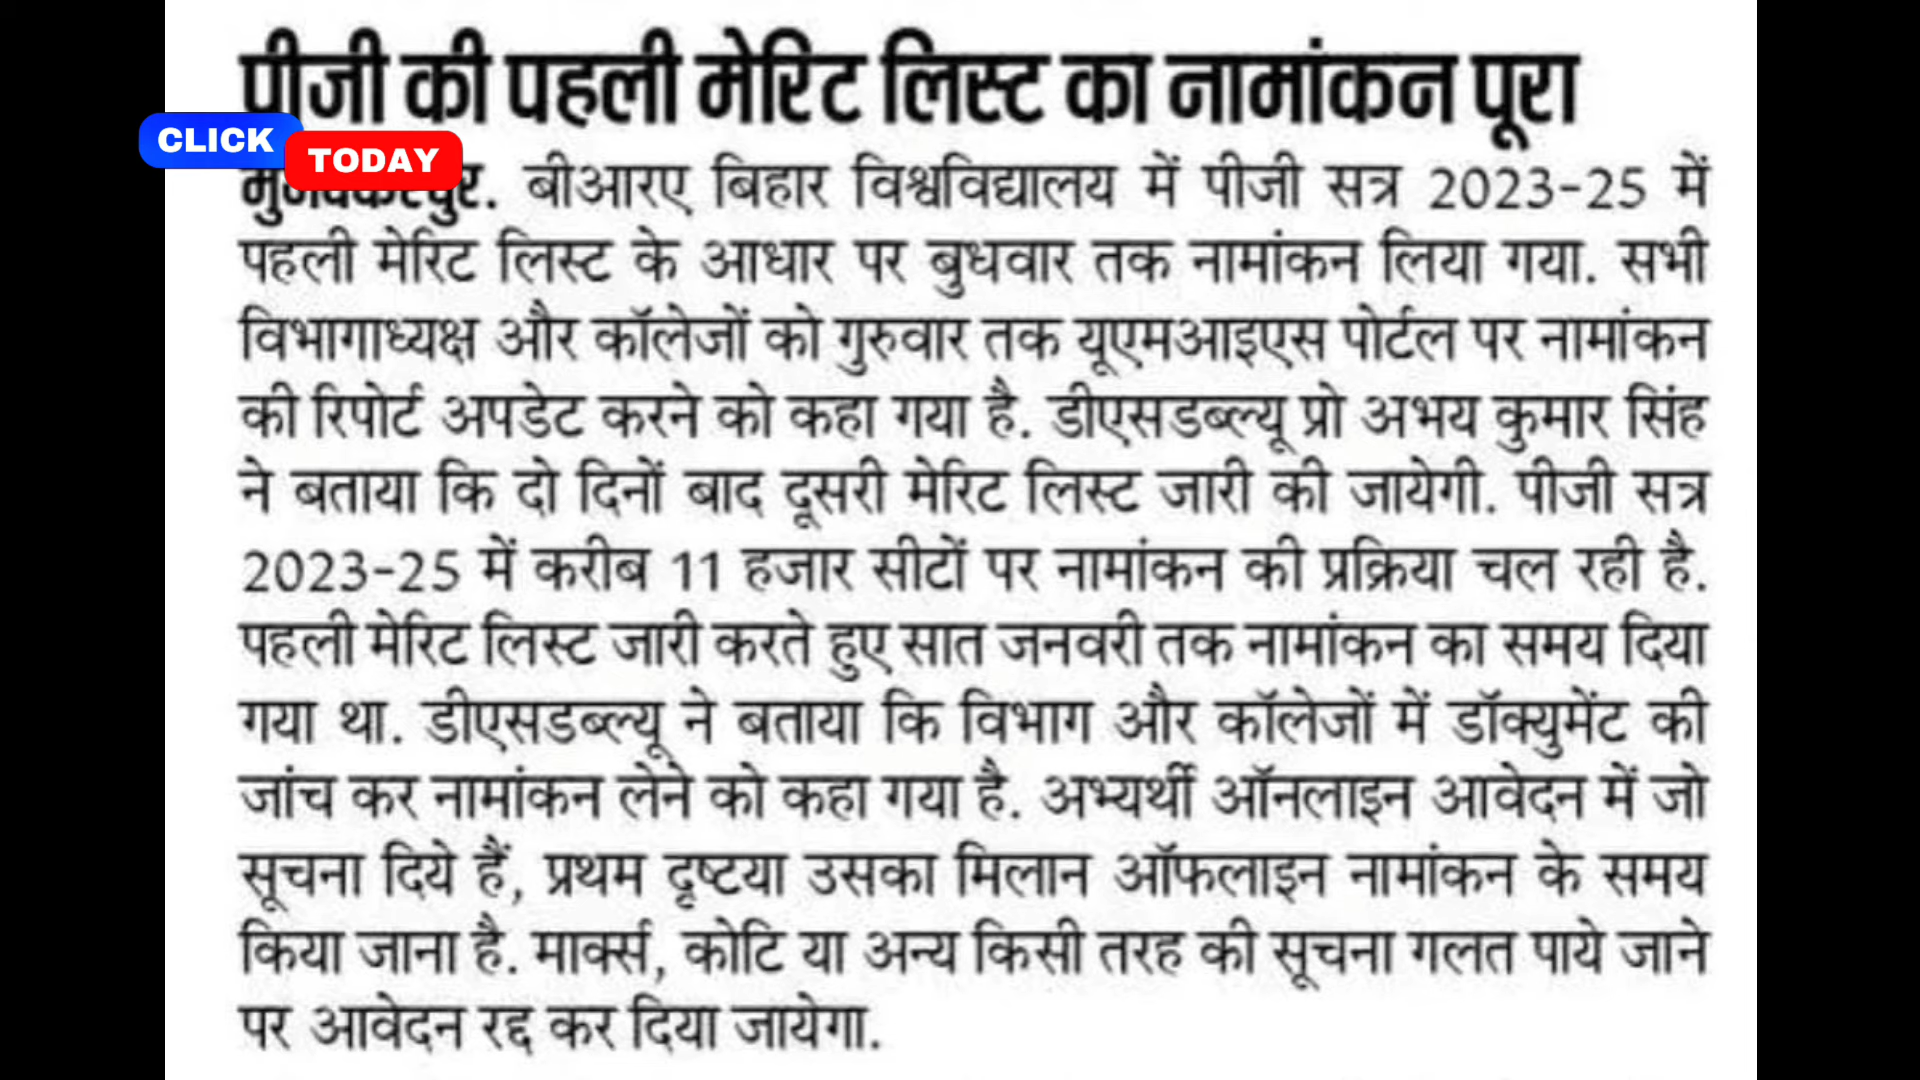 पीजी की पहली मेरिट लिस्ट का नामांकन पूरा
CLICK
TODAY
मुजफ्फरपुर. बीआरए बिहार विश्वविद्यालय में पीजी सत्र 2023-25 में
पहली मेरिट लिस्ट के आधार पर बुधवार तक नामांकन लिया गया. सभी
विभागाध्यक्ष और कॉलेजों को गुरुवार तक यूएमआइएस पोर्टल पर नामांकन
की रिपोर्ट अपडेट करने को कहा गया है. डीएसडब्ल्यू प्रो अभय कुमार सिंह
ने बताया कि दो दिनों बाद दूसरी मेरिट लिस्ट जारी की जायेगी. पीजी सत्र
2023-25 में करीब 11 हजार सीटों पर नामांकन की प्रक्रिया चल रही है.
पहली मेरिट लिस्ट जारी करते हुए सात जनवरी तक नामांकन का समय दिया
गया था. डीएसडब्ल्यू ने बताया कि विभाग और कॉलेजों में डॉक्युमेंट की
जांच कर नामांकन लेने को कहा गया है. अभ्यर्थी ऑनलाइन आवेदन में जो
सूचना दिये हैं, प्रथम दृष्टया उसका मिलान ऑफलाइन नामांकन के समय
किया जाना है. मार्क्स, कोटि या अन्य किसी तरह की सूचना गलत पाये जाने
पर आवेदन रद्द कर दिया जायेगा.